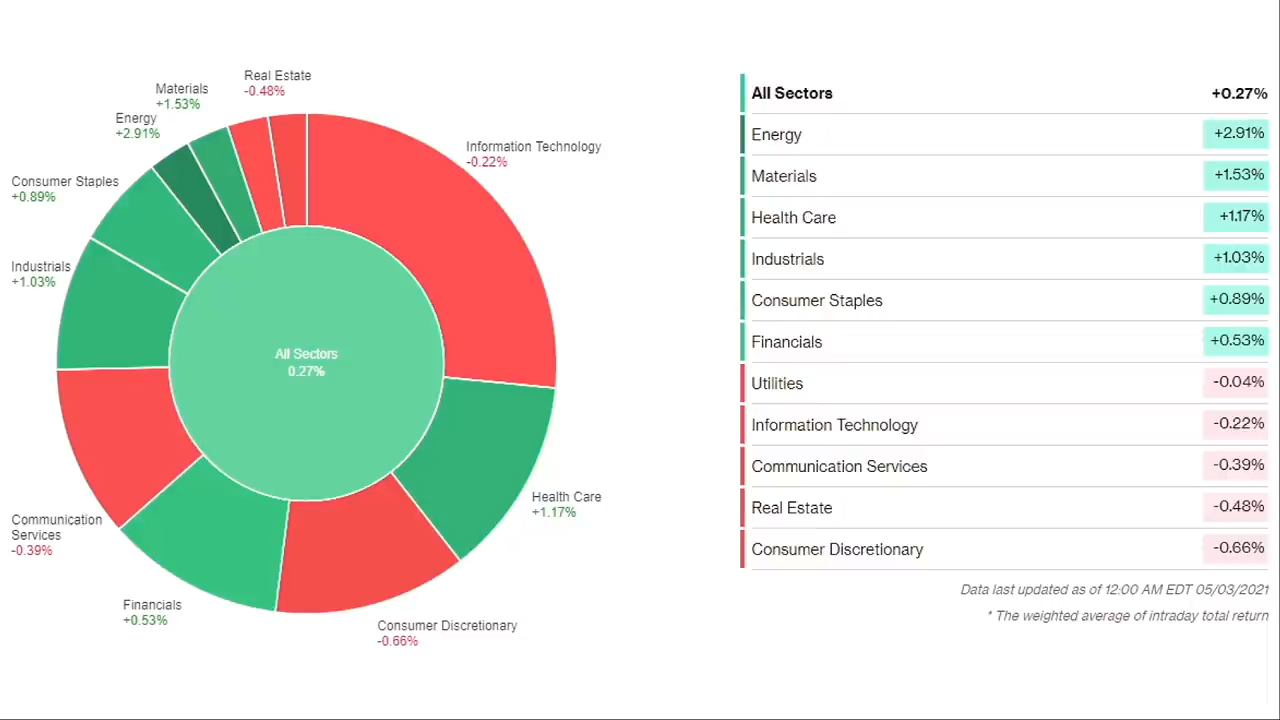 Real Estate
-0.48%
Materials
+1.53%
Energy
+2.91%
Information Technology
-0.22%
Consumer Staples
+0.89%
Industrials
+1.03%
All Sectors
0.27%
Health Care
+1.17%
Communication
Services
-0.39%
Financials
+0.53%
Consumer Discretionary
-0.66%
All Sectors +0.27%
Energy +2.91%
Materials +1.53%
Health Care +1.17%
Industrials +1.03%
Consumer Staples +0.89%
Financials +0.53%
Utilities -0.04%
Information Technology -0.22%
Communication Services -0.39%
Real Estate -0.48%
Consumer Discretionary -0.66%
Data last updated as of 12:00 AM EDT 05/03/2021
* The weighted average of intraday total return